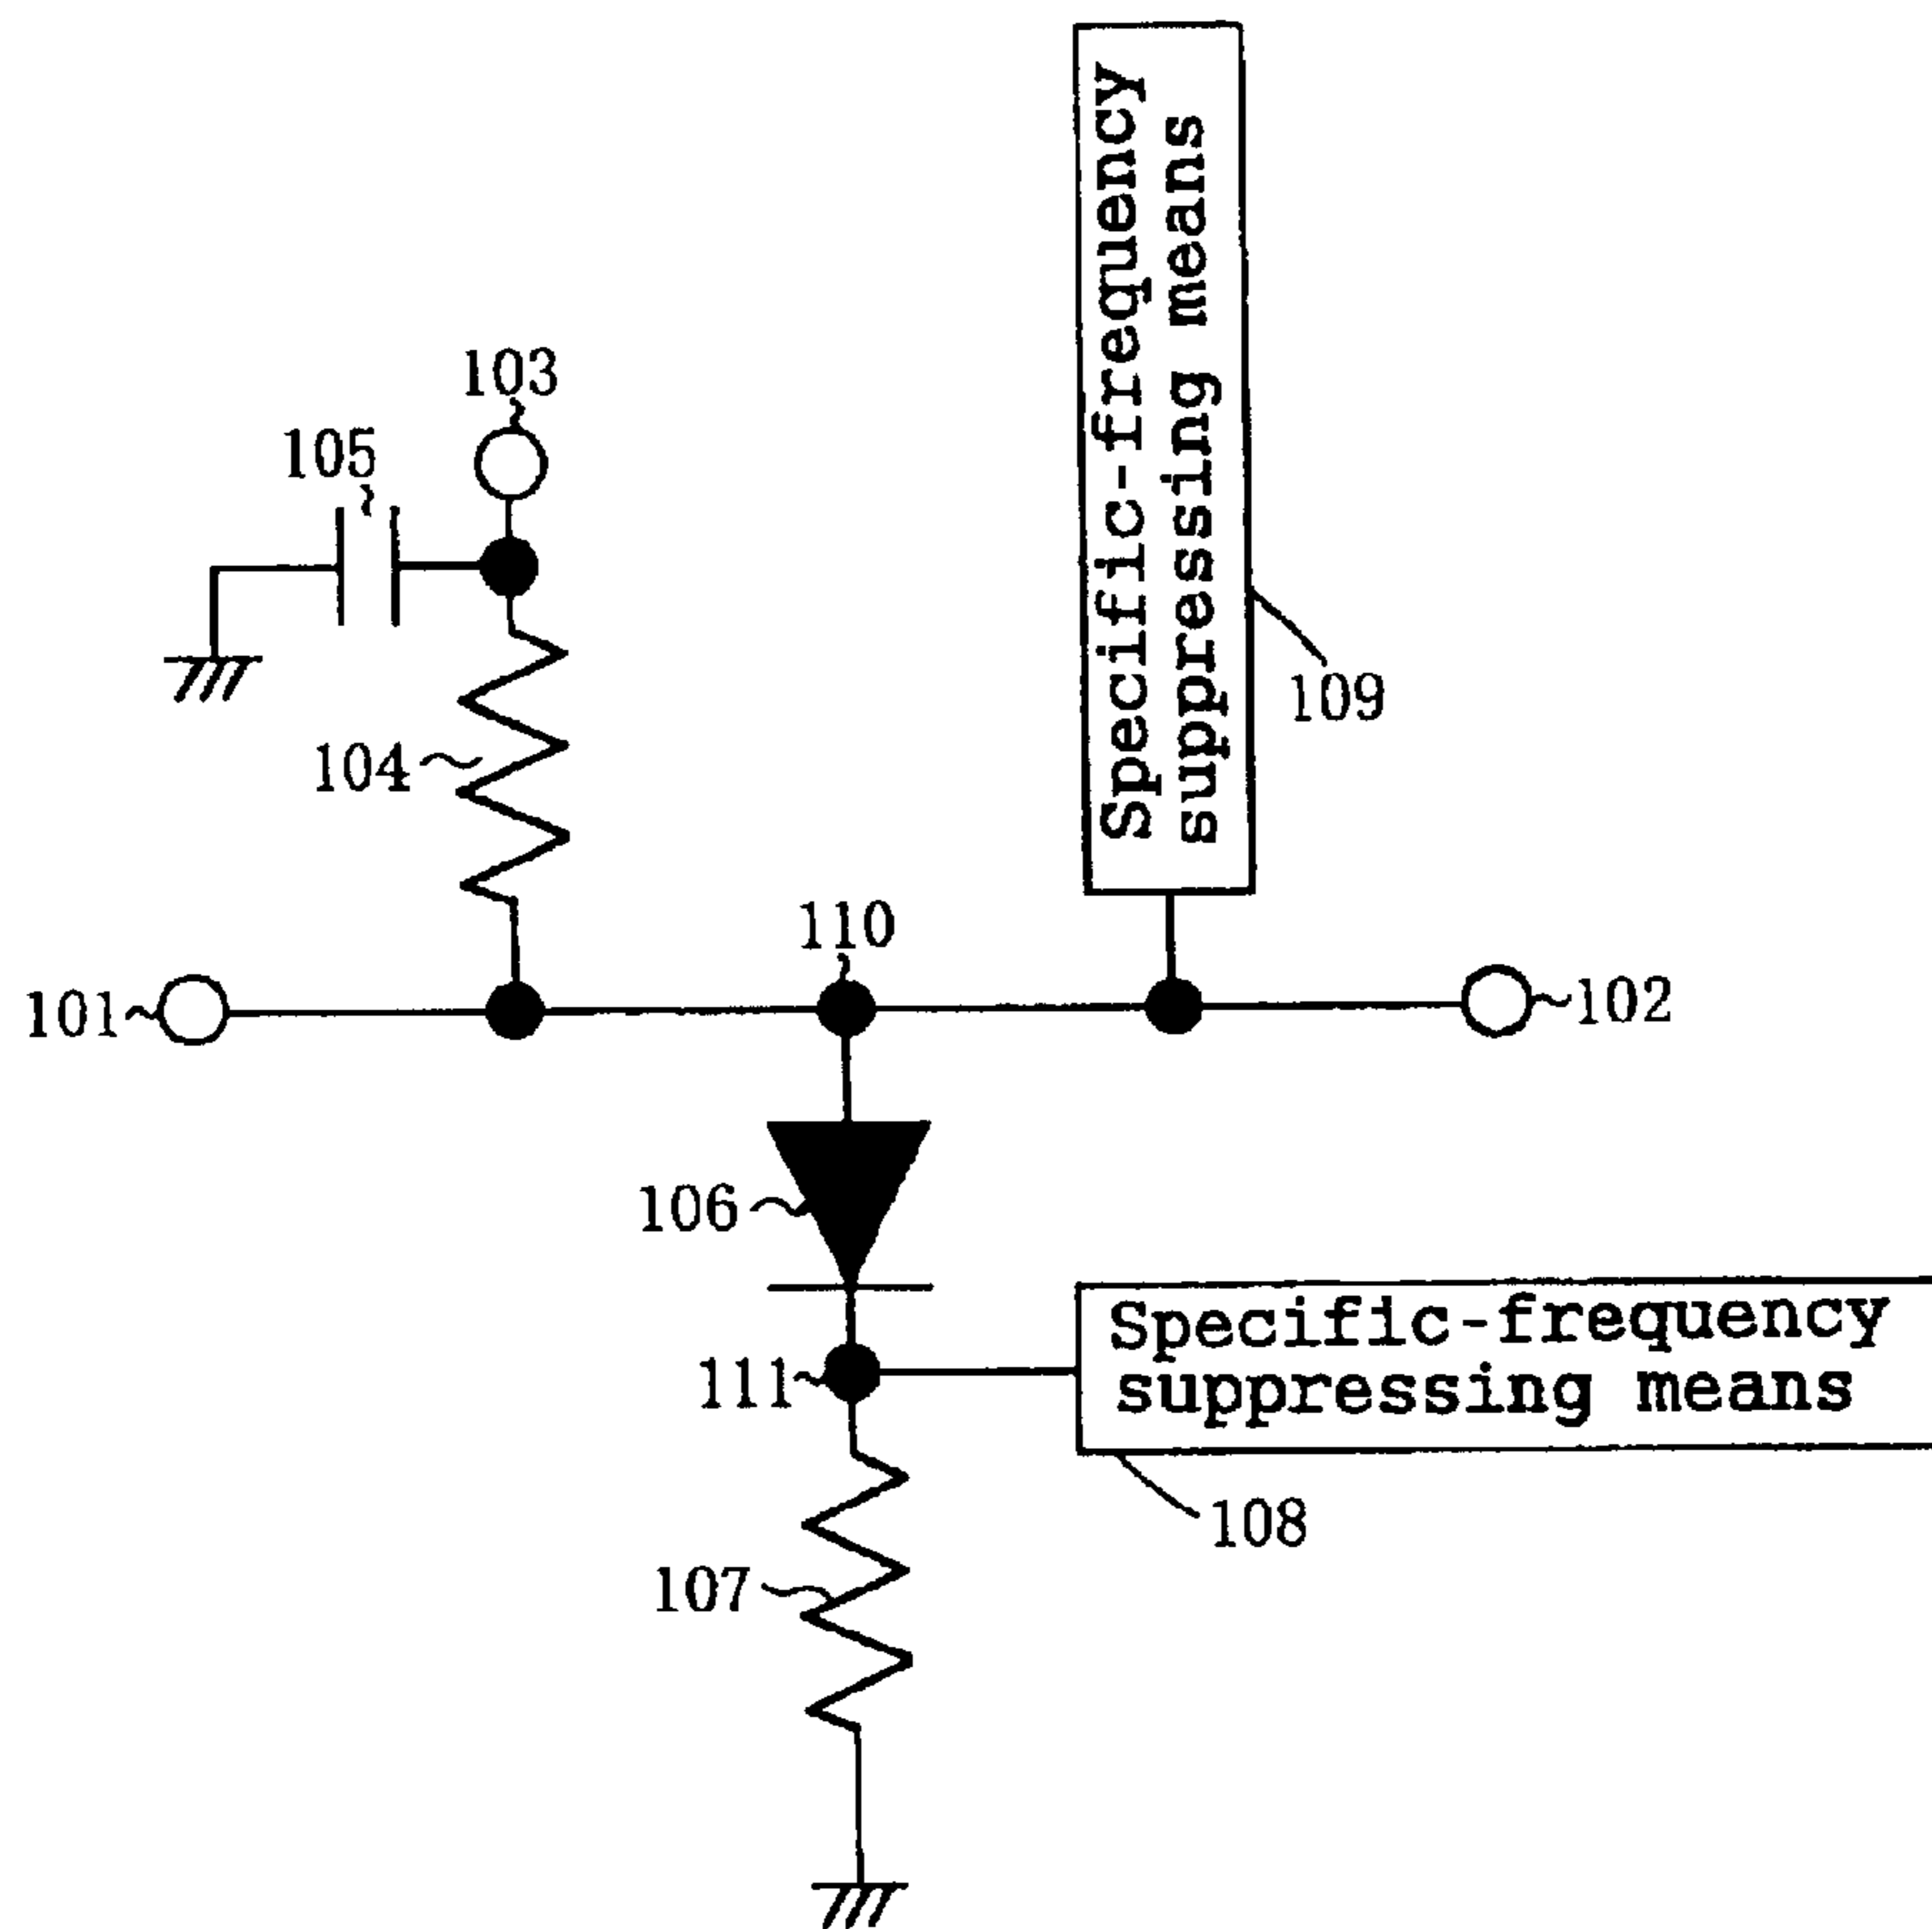 Specific-frequency
suppressing means
103
105
104
109
110
101
102
106
Specific-frequency
suppressing means
111
108
107